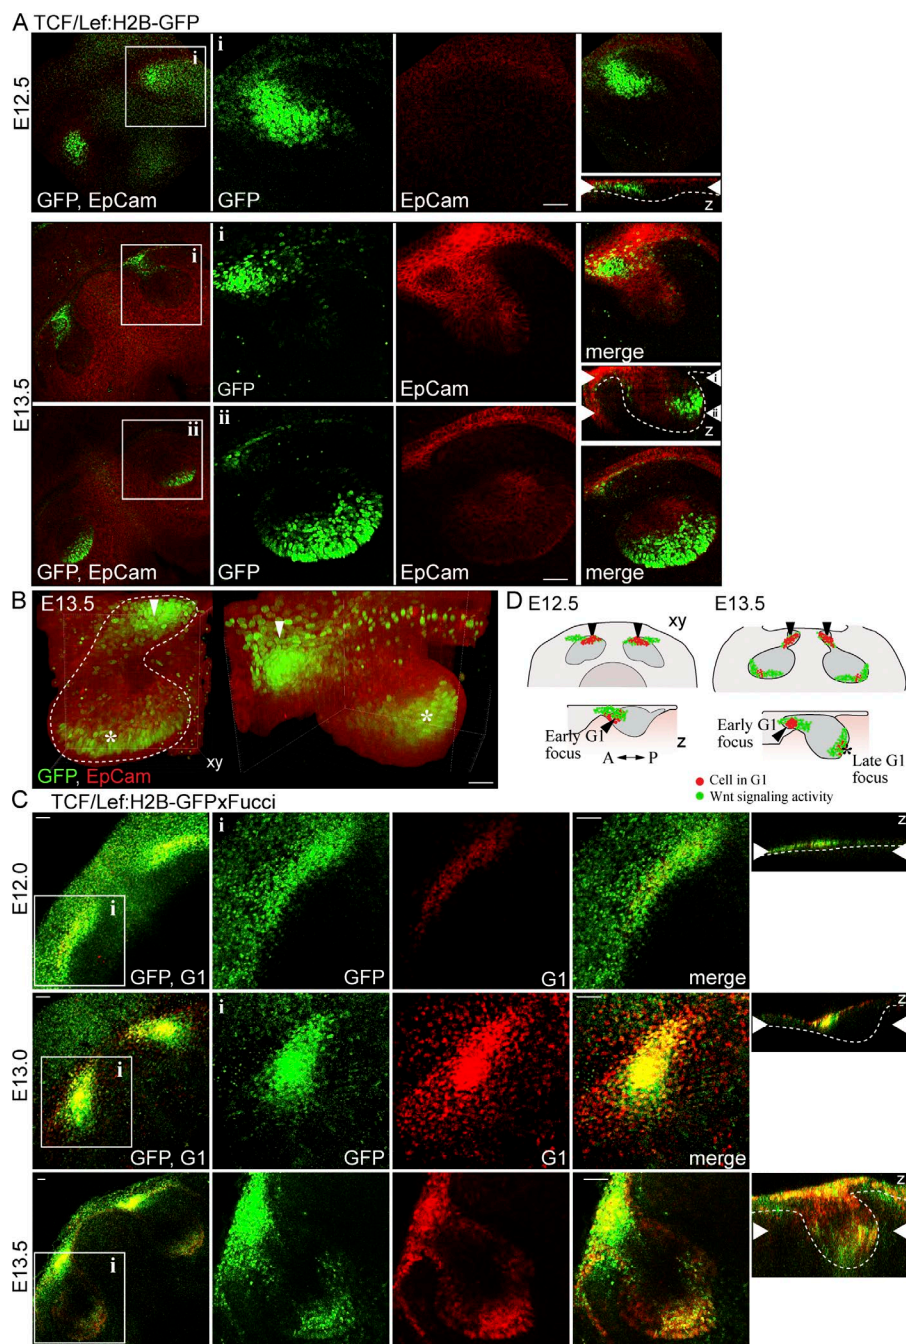 A TCF/Lef:H2B-GFP
E12.5
i
GFP, EpCam
i
GFP
EpCam
z
E13.5
i
i
GFP
EpCam
merge
i
ii
z
ii
GFP, EpCam
ii
GFP
EpCam
merge
B
E13.5
*
xy
GFP, EpCam
*
D
E12.5
xy
E13.5
Early G1
focus
z
A P
Early G1
focus
*
Late G1
focus
Cell in G1
Wnt signaling activity
C TCF/Lef:H2B-GFPxFucci
E12.0
i
GFP, G1
i
GFP
G1
merge
z
E13.0
i
GFP, G1
i
GFP
G1
merge
z
E13.5
i
z